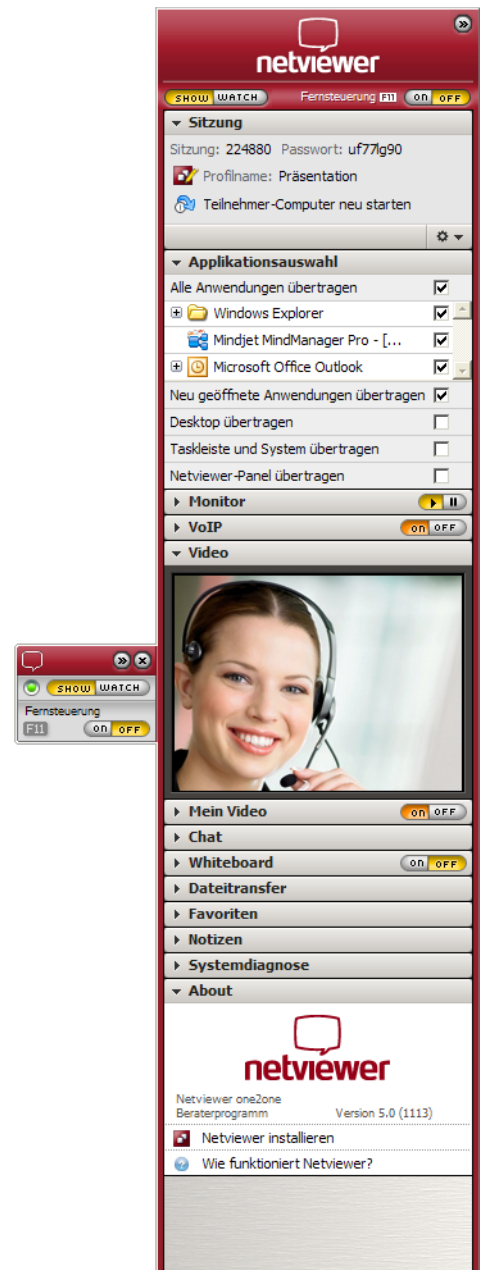 netviewer
SHOW WATCH Fernsteuerung F11 on OFF
Sitzung
Sitzung: 224880 Passwort: uf77lg90
Profilname: Präsentation
Teilnehmer-Computer neu starten
Applikationsauswahl
Alle Anwendungen übertragen
Windows Explorer
Mindjet MindManager Pro - [...
Microsoft Office Outlook
Neu geöffnete Anwendungen übertragen
Desktop übertragen
Taskleiste und System übertragen
Netviewer-Panel übertragen
Monitor
VoIP on OFF
Video
SHOW WATCH
Fernsteuerung
F11 on OFF
Mein Video on OFF
Chat
Whiteboard on OFF
Dateitransfer
Favoriten
Notizen
Systemdiagnose
About
netviewer
Netviewer one2one
Beraterprogramm Version 5.0 (1113)
Netviewer installieren
Wie funktioniert Netviewer?